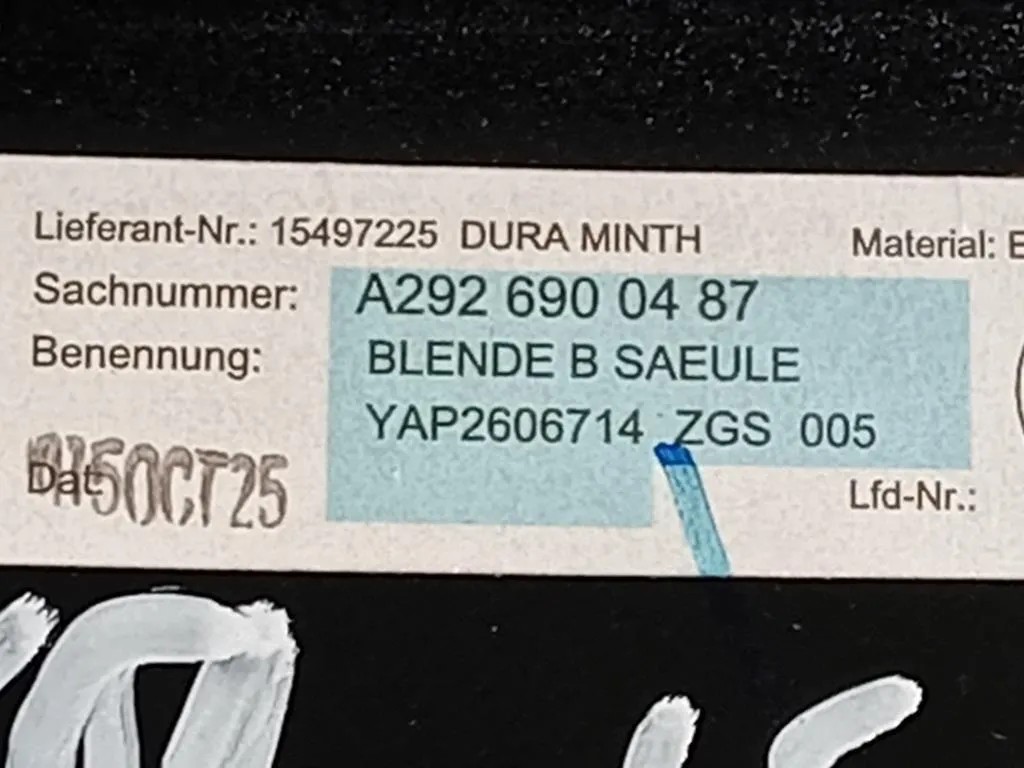 Lieferant-Nr.: 15497225 DURA MINTH
Material: E
Sachnummer: A292 690 04 87
Benennung: BLENDE B SAEULE
YAP2606714 ZGS 005
Dat
15OCT25
Lfd-Nr.: